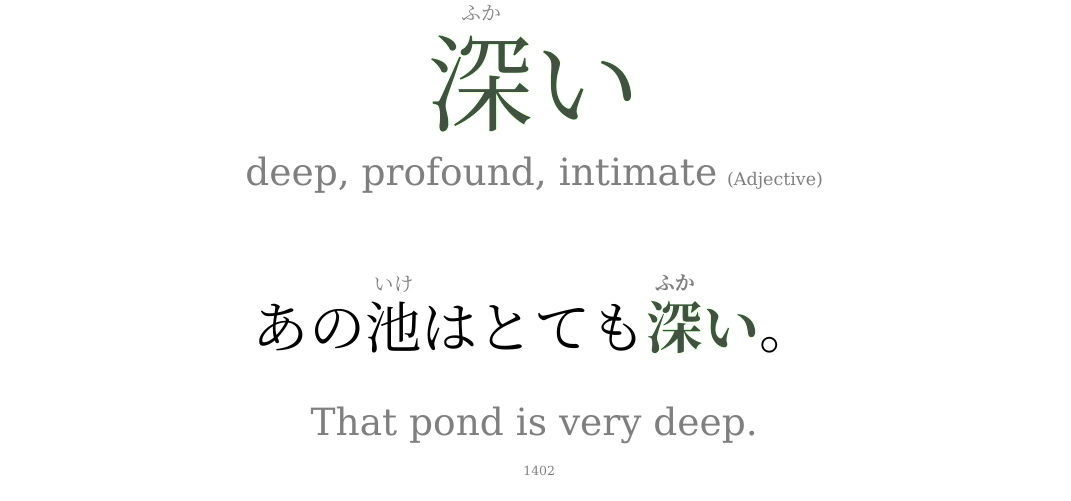 ふか
深い
deep, profound, intimate (Adjective)
いけ ふか
あの池はとても深い。
That pond is very deep.
1402